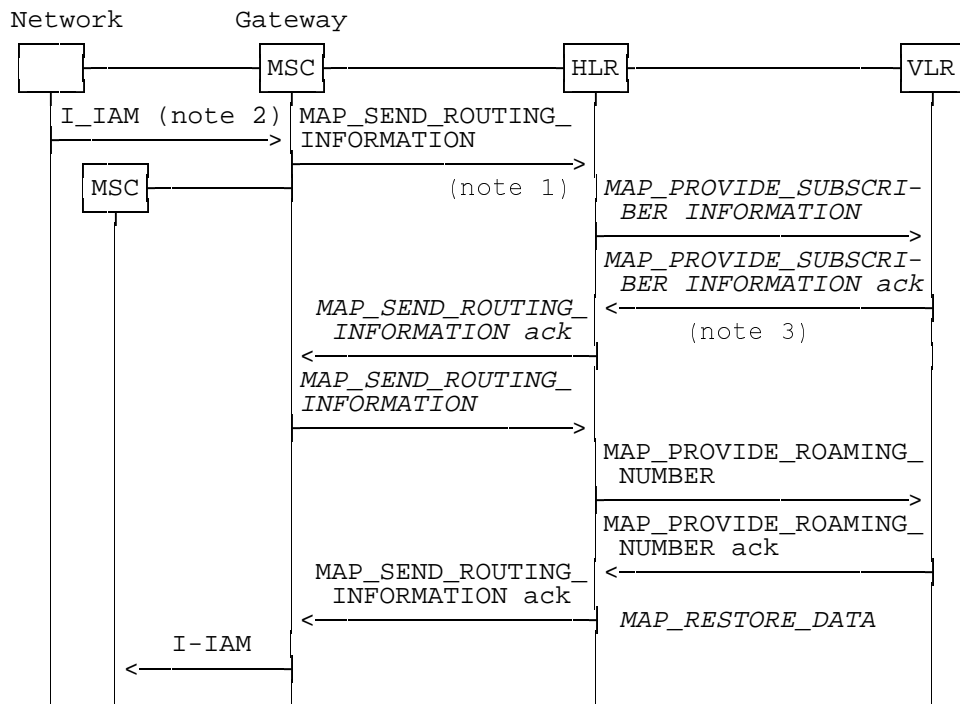 Network Gateway
MSC HLR VLR
I_IAM (note 2) MAP_SEND_ROUTING_
INFORMATION
MSC (note 1) MAP_PROVIDE_SUBSCRI-
BER INFORMATION
MAP_PROVIDE_SUBSCRI-
BER INFORMATION ack
MAP_SEND_ROUTING_
INFORMATION ack (note 3)
MAP_SEND_ROUTING_
INFORMATION
MAP_PROVIDE_ROAMING_
NUMBER
MAP_PROVIDE_ROAMING_
NUMBER ack
MAP_SEND_ROUTING_
INFORMATION ack
MAP_RESTORE_DATA
I-IAM